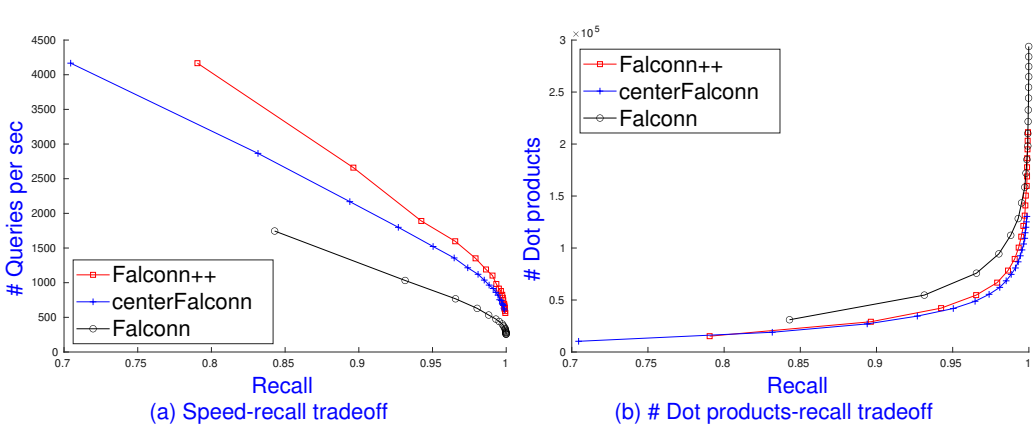 4500
4000
3500
3000
2500
2000
1500
1000
500
0
# Queries per sec
Falconn++
centerFalconn
Falconn
0.7 0.75 0.8 0.85 0.9 0.95 1
Recall
(a) Speed-recall tradeoff
×10^5
3
2.5
2
1.5
1
0.5
0
# Dot products
Falconn++
centerFalconn
Falconn
0.7 0.75 0.8 0.85 0.9 0.95 1
Recall
(b) # Dot products-recall tradeoff